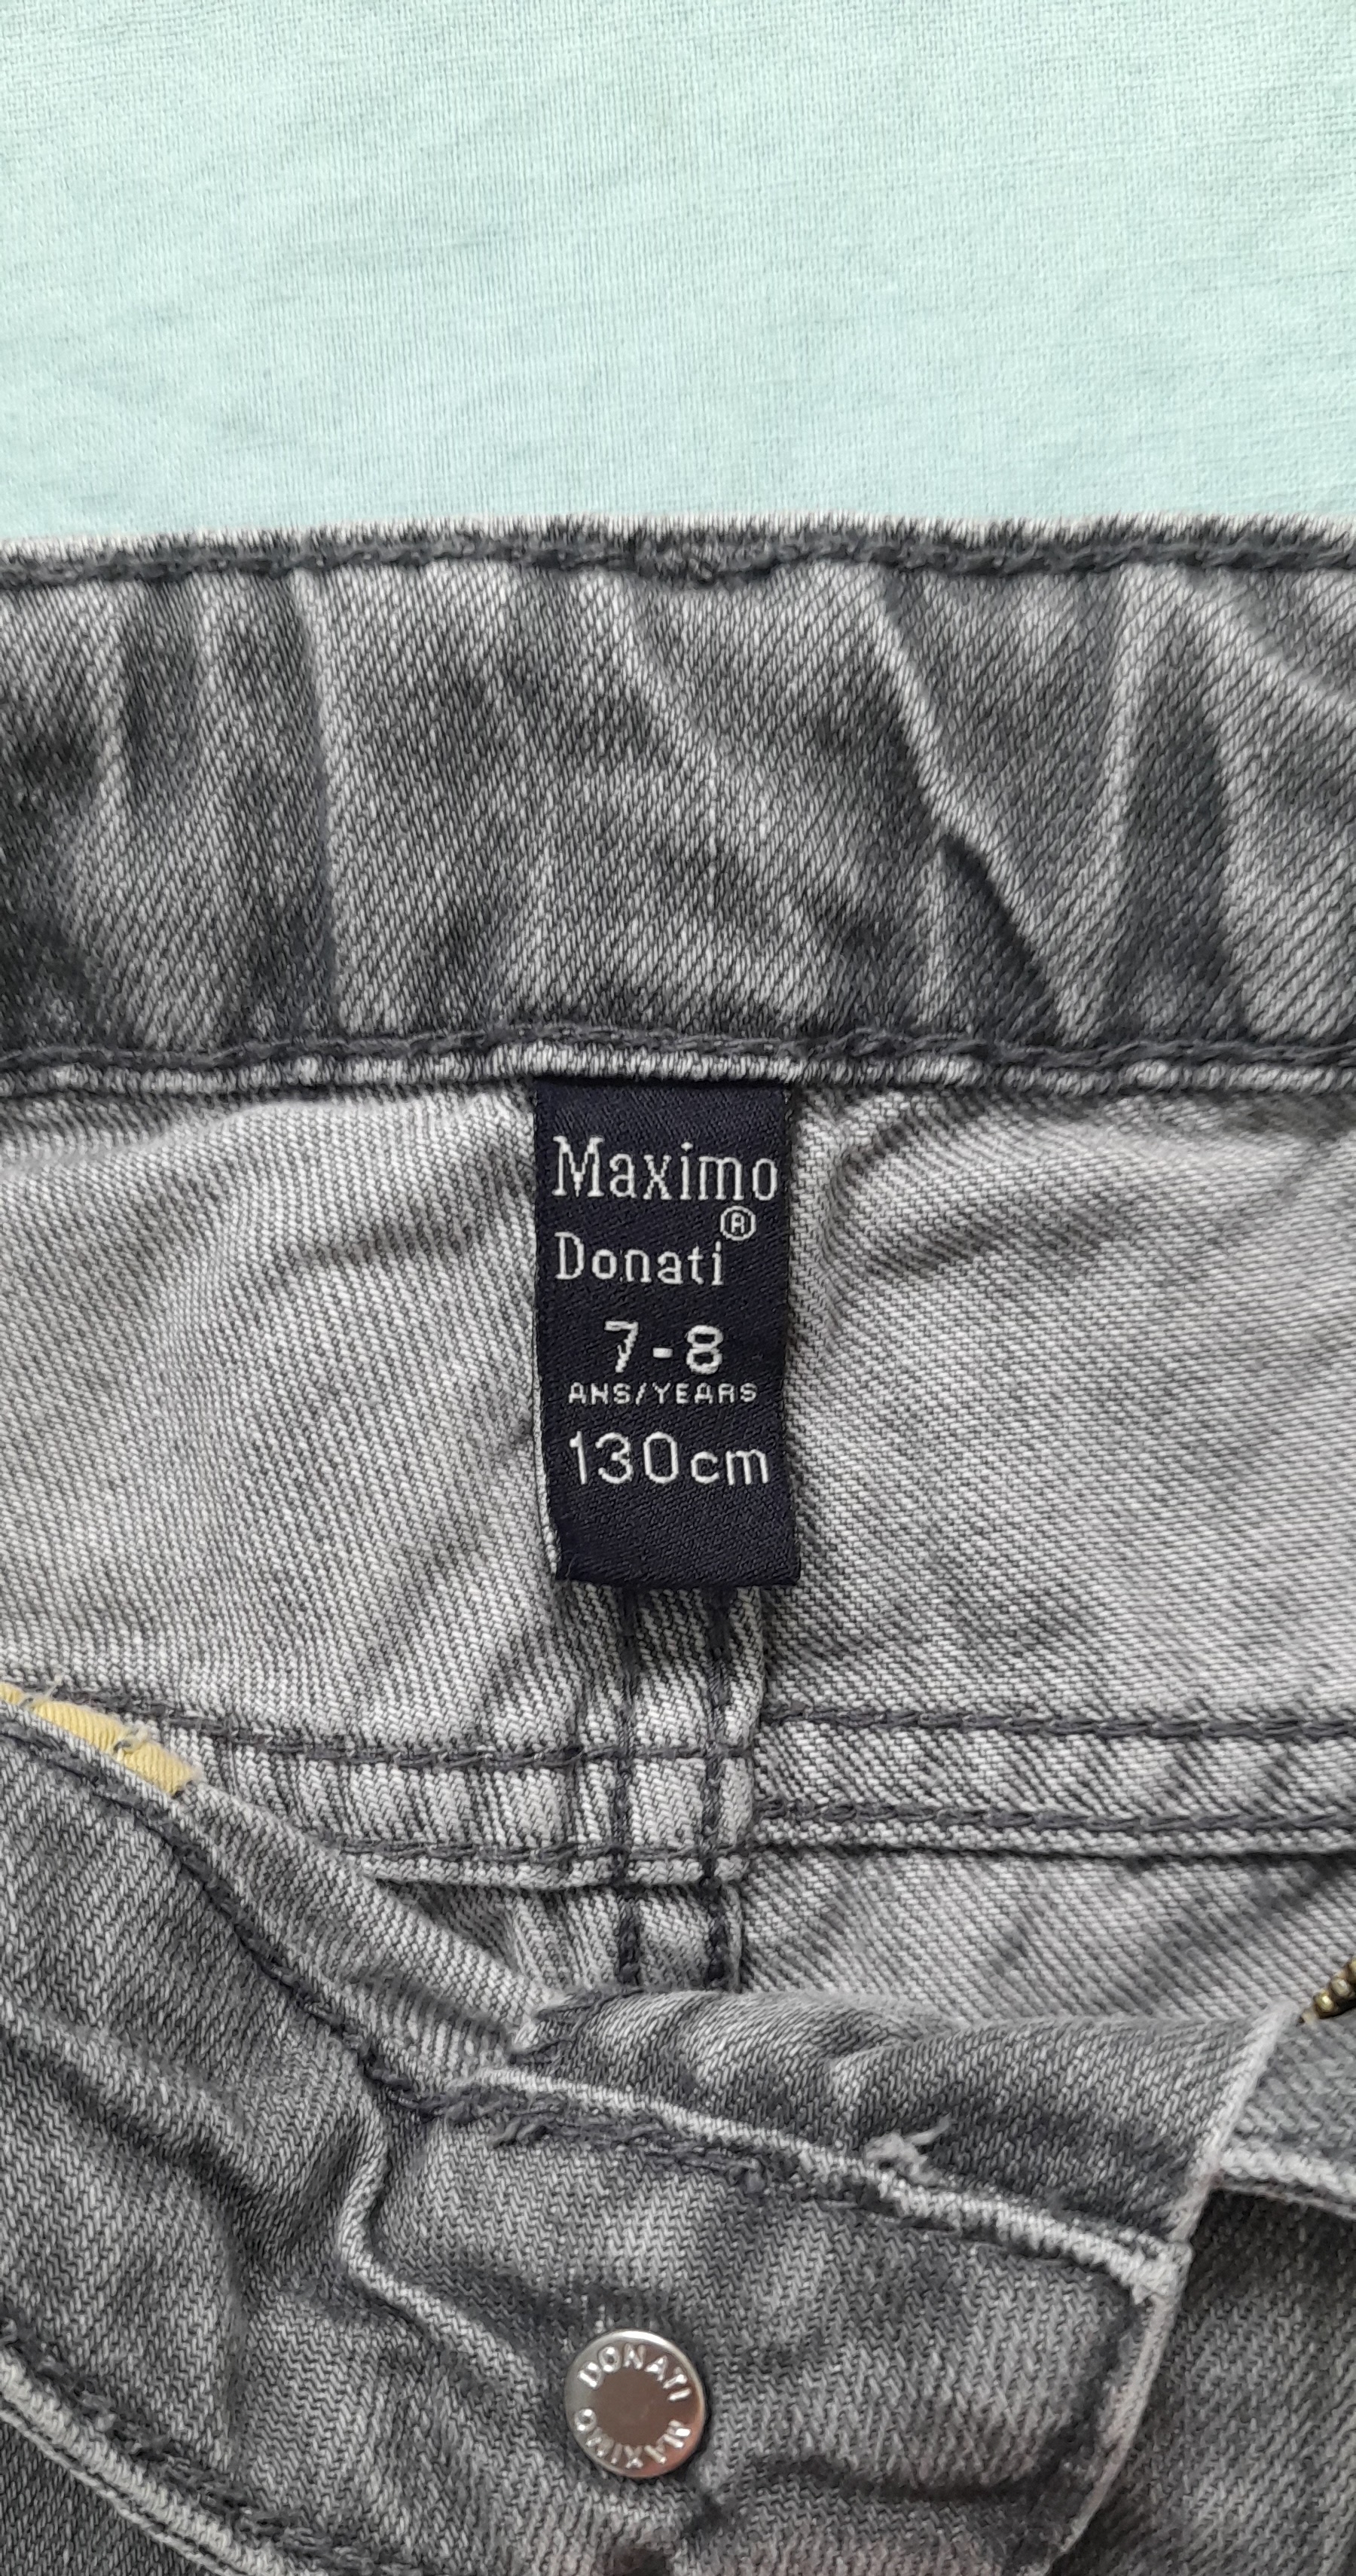 Maximo
®
Donati
7-8
ANS/YEARS
130cm
DONATI
MAXIMO